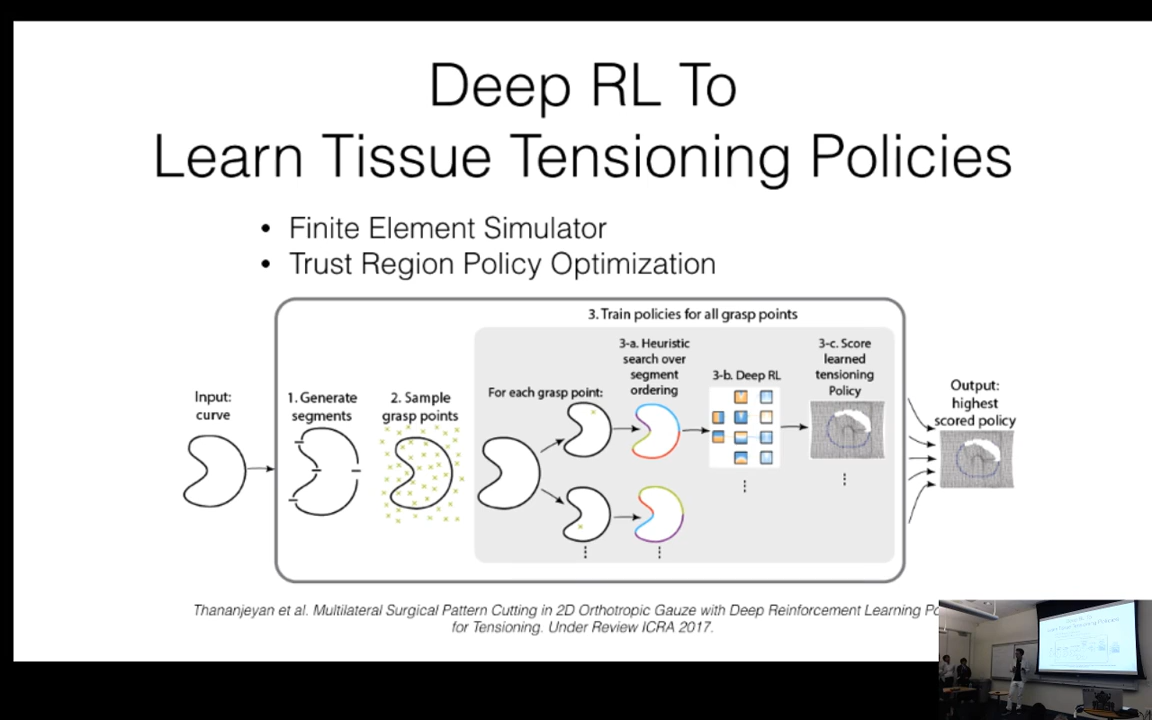 Deep RL To
Learn Tissue Tensioning Policies
• Finite Element Simulator
• Trust Region Policy Optimization
3. Train policies for all grasp points
Input:
curve
1. Generate
segments
2. Sample
grasp points
For each grasp point:
3-a. Heuristic
search over
segment
ordering
3-b. Deep RL
3-c. Score
learned
tensioning
Policy
Output:
highest
scored policy
Thananjeyan et al. Multilateral Surgical Pattern Cutting in 2D Orthotropic Gauze with Deep Reinforcement Learning
for Tensioning. Under Review ICRA 2017.